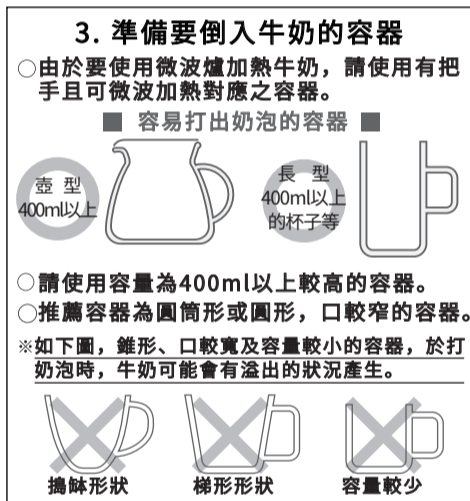 3. 準備要倒入牛奶的容器
○由於要使用微波爐加熱牛奶，請使用有把
手且可微波加熱對應之容器。
■ 容易打出奶泡的容器 ■
壺型
400ml以上
長型
400ml以上
的杯子等
○請使用容量為400ml以上較高的容器。
○推薦容器為圓筒形或圓形，口較窄的容器。
※如下圖，錐形、口較寬及容量較小的容器，於打
奶泡時，牛奶可能會有溢出的狀況產生。
搗缽形狀
梯形形狀
容量較少